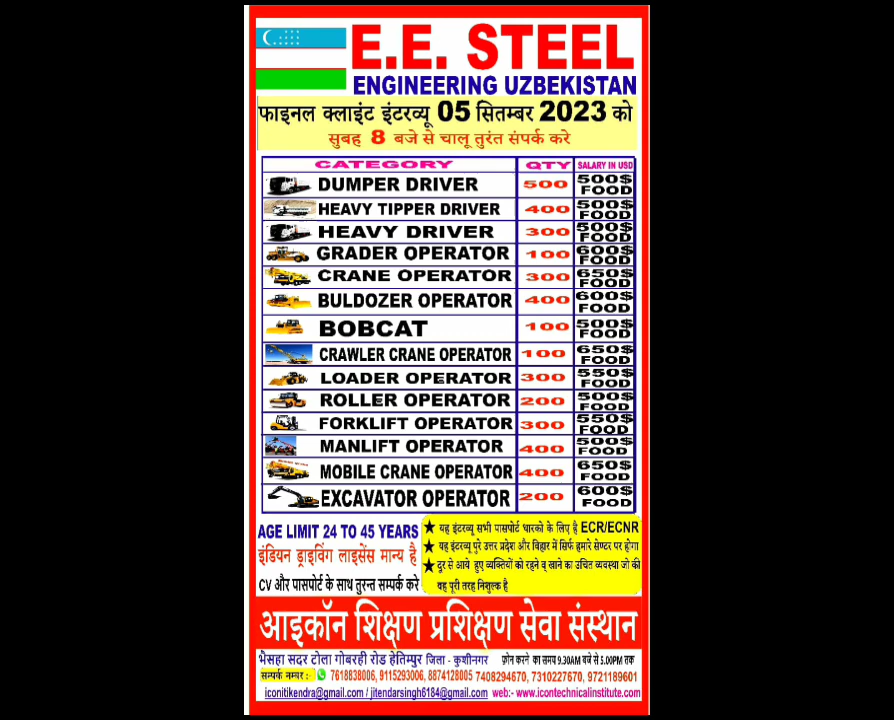 E.E. STEEL
ENGINEERING UZBEKISTAN
फाइनल क्लाइंट इंटरव्यू 05 सितम्बर 2023 को
सुबह 8 बजे से चालू तुरंत संपर्क करे
CATEGORY QTY SALARY IN USD
DUMPER DRIVER 500 500$ FOOD
HEAVY TIPPER DRIVER 400 500$ FOOD
HEAVY DRIVER 300 500$ FOOD
GRADER OPERATOR 100 600$ FOOD
CRANE OPERATOR 300 650$ FOOD
BULDOZER OPERATOR 400 600$ FOOD
BOBCAT 100 500$ FOOD
CRAWLER CRANE OPERATOR 100 650$ FOOD
LOADER OPERATOR 300 550$ FOOD
ROLLER OPERATOR 200 500$ FOOD
FORKLIFT OPERATOR 300 550$ FOOD
MANLIFT OPERATOR 400 500$ FOOD
MOBILE CRANE OPERATOR 400 650$ FOOD
EXCAVATOR OPERATOR 200 600$ FOOD
AGE LIMIT 24 TO 45 YEARS
इंडियन ड्राइविंग लाइसेंस मान्य है
CV और पासपोर्ट के साथ तुरन्त सम्पर्क करे
★ यह इंटरव्यू सभी पासपोर्ट धारको के लिए है ECR/ECNR
★ यह इंटरव्यू पुरे उत्तर प्रदेश और बिहार में सिर्फ हमारे सेण्टर पर होगा
★ दूर से आये हुए व्यक्तियों को रहने व् खाने का उचित व्यवस्था जो की
वह पूरी तरह निशुल्क है
आइकॉन शिक्षण प्रशिक्षण सेवा संस्थान
भैसहा सदर टोला गोबरही रोड हेतिमपुर जिला - कुशीनगर फ़ोन करने का समय 9.30AM बजे से 5.00PM तक
सम्पर्क नम्बर :- 7618838006, 9115293006, 8874128005 7408294670, 7310227670, 9721189601
iconitikendra@gmail.com / jitendarsingh6184@gmail.com web:- www.icontechnicalinstitute.com